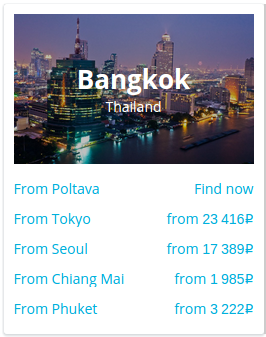 Bangkok
Thailand
From Poltava Find now
From Tokyo from 23 416₽
From Seoul from 17 389₽
From Chiang Mai from 1 985₽
From Phuket from 3 222₽